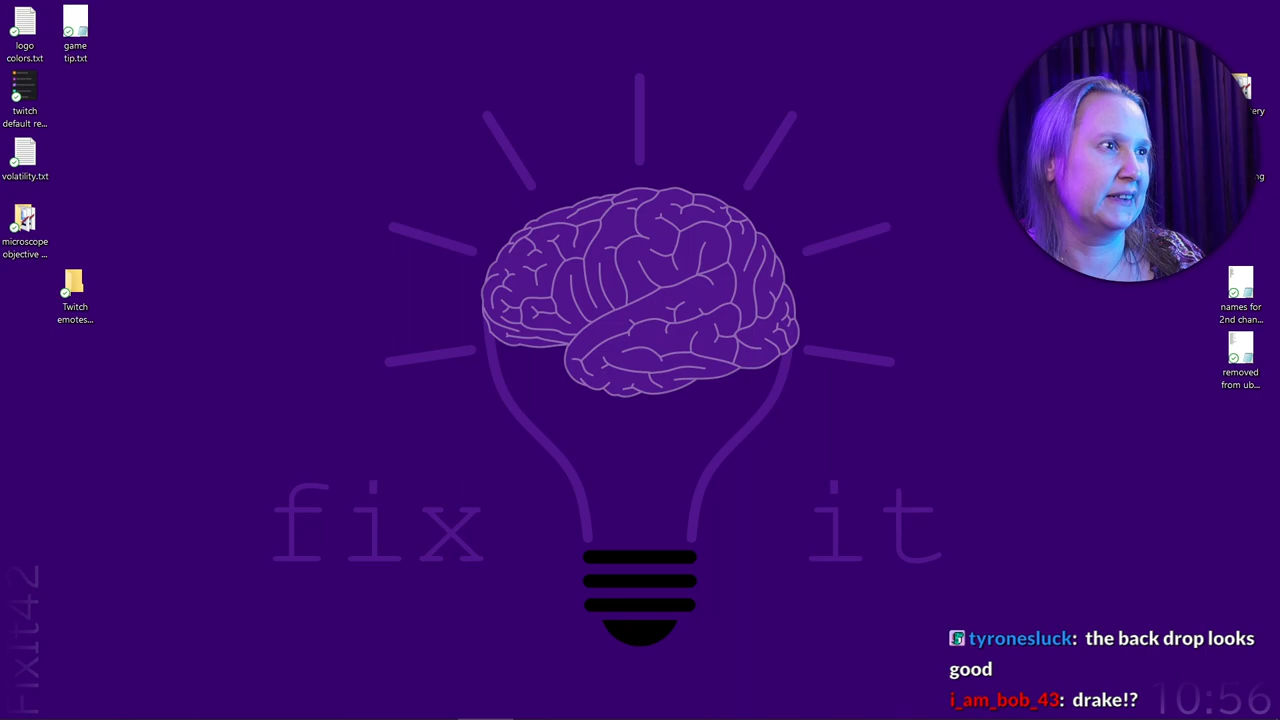 logo
colors.txt
game
tip.txt
twitch
default re...
volatility.txt
microscope
objective ...
Twitch
emotes...
names for
2nd chan...
removed
from ub...
fix it
FixIt42
tyronesluck: the back drop looks
good
i_am_bob_43: drake!?
10:56